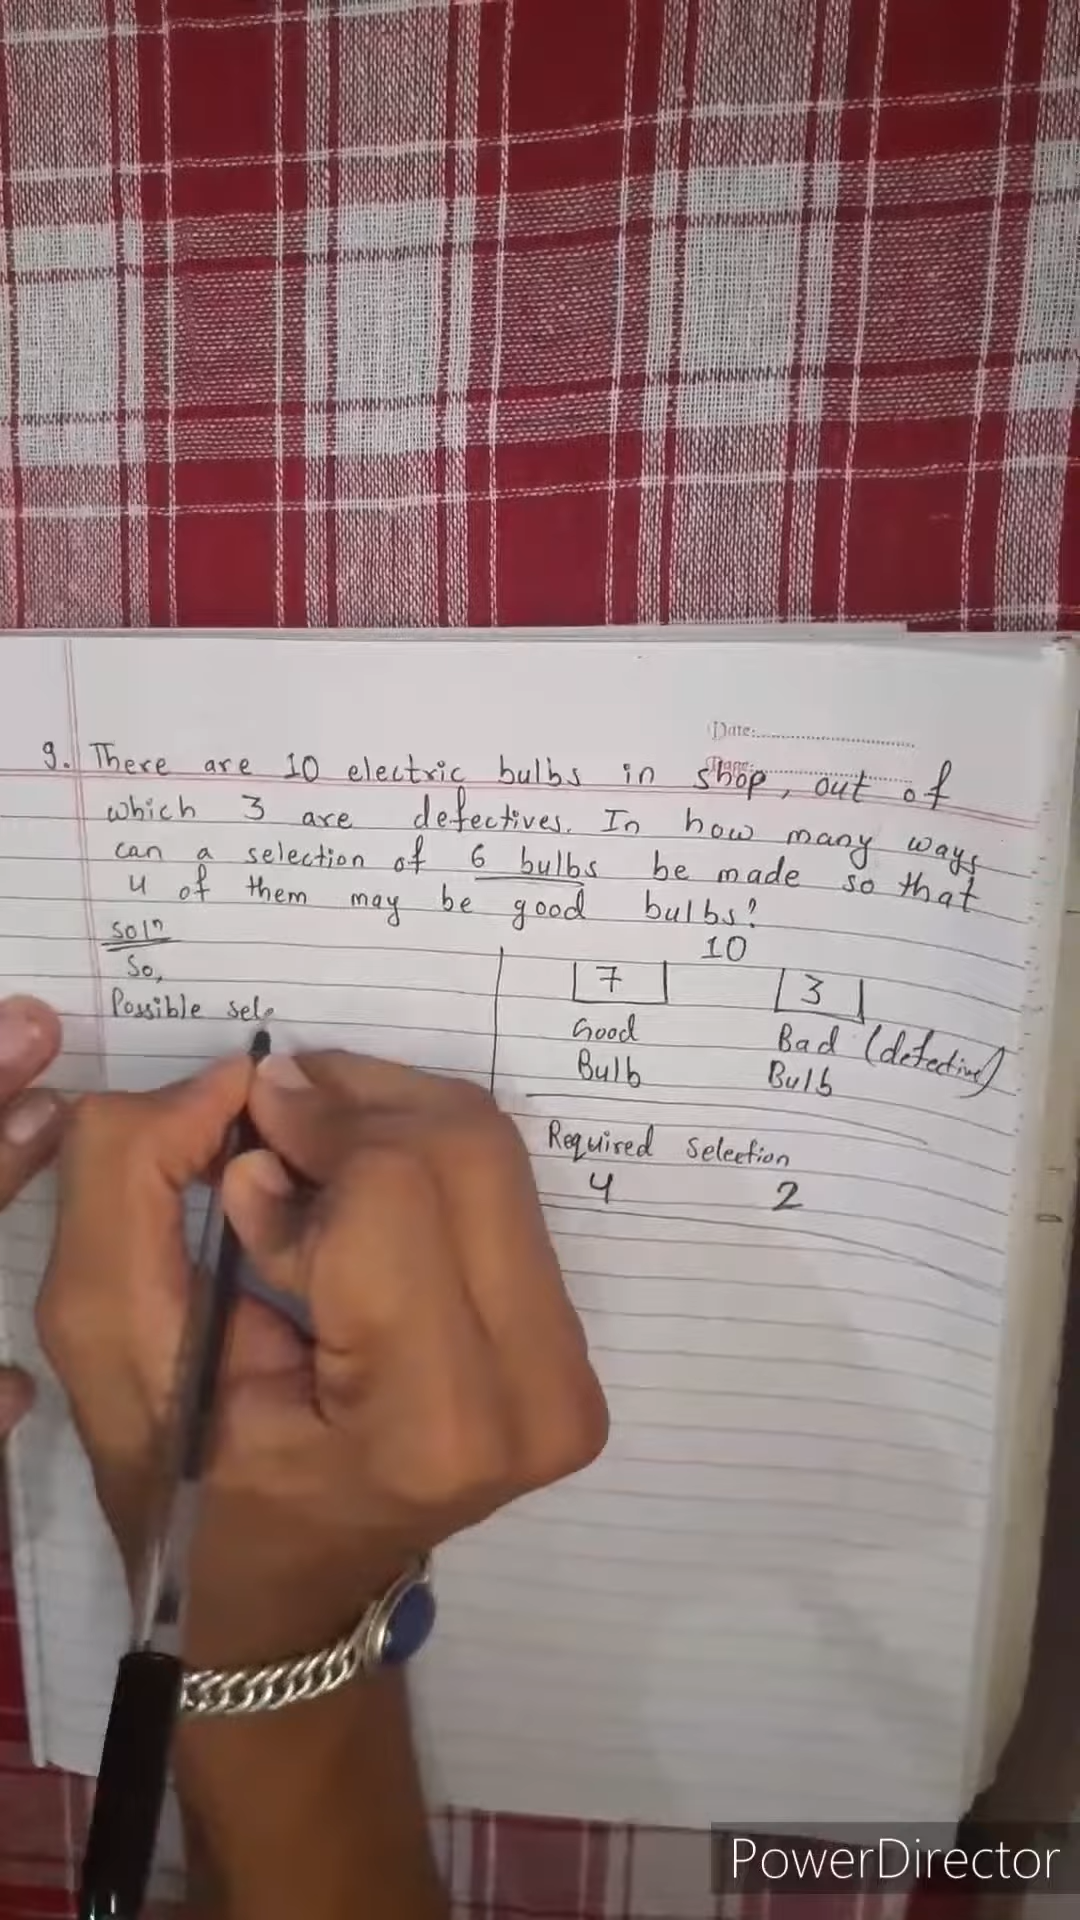 Date:
9. There are 10 electric bulbs in shop, out of
which 3 are defectives. In how many ways
can a selection of 6 bulbs be made so that
4 of them may be good bulbs?
Solⁿ
So,
Possible sele
10
7 3
Good Bad (defective)
Bulb Bulb
Required selection
4 2
PowerDirector